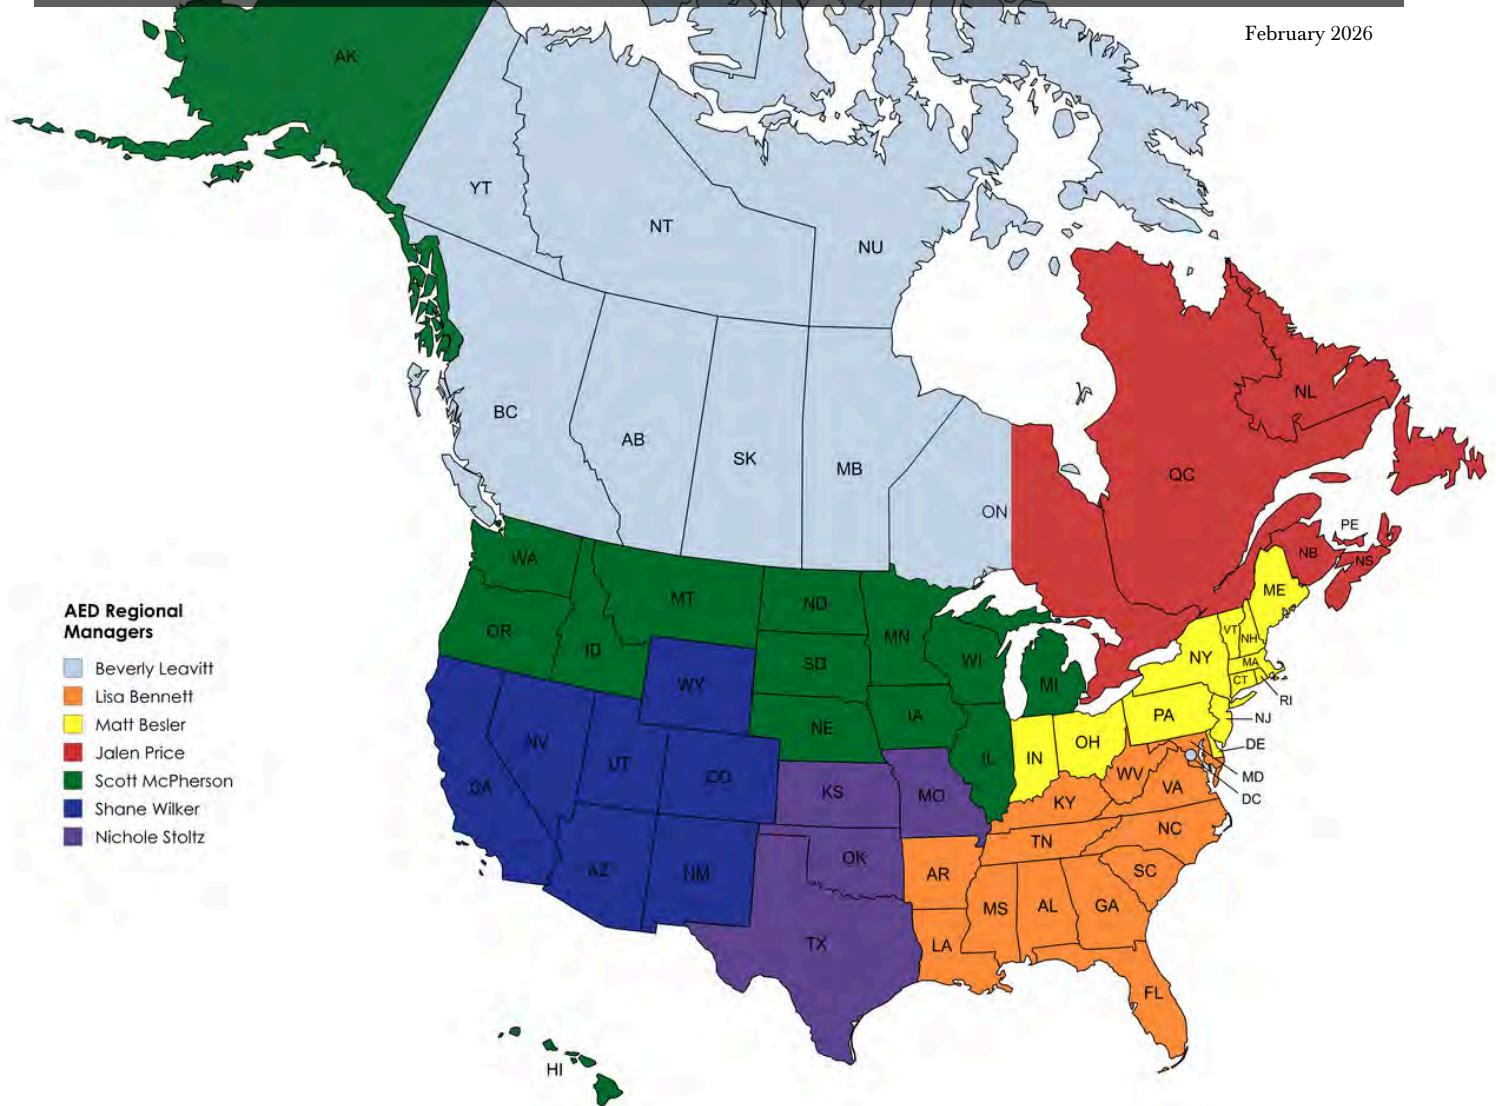 February 2026
AK
YT
NT
NU
BC
AB
SK
MB
ON
QC
NL
PE
NB
NS
WA
OR
ID
MT
ND
SD
NE
MN
WI
MI
IA
IL
WY
CA
NV
UT
CO
AZ
NM
KS
MO
OK
TX
IN
OH
PA
NY
VT
NH
ME
MA
CT
RI
NJ
DE
MD
DC
WV
VA
KY
TN
NC
SC
AR
LA
MS
AL
GA
FL
HI
AED Regional
Managers
Beverly Leavitt
Lisa Bennett
Matt Besler
Jalen Price
Scott McPherson
Shane Wilker
Nichole Stoltz